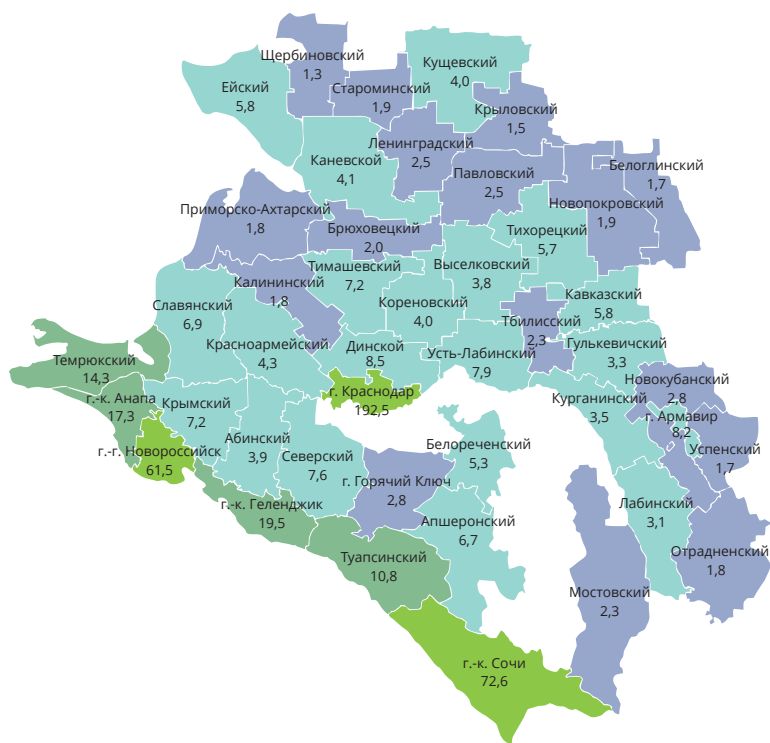 Щербиновский
1,3
Кущевский
4,0
Ейский
5,8
Староминский
1,9
Крыловский
1,5
Ленинградский
2,5
Каневской
4,1
Павловский
2,5
Белоглинский
1,7
Новопокровский
1,9
Приморско-Ахтарский
1,8
Брюховецкий
2,0
Тихорецкий
5,7
Тимашевский
7,2
Выселковский
3,8
Калининский
1,8
Кореновский
4,0
Кавказский
5,8
Славянский
6,9
Тбилисский
2,3
Красноармейский
4,3
Динской
8,5
Усть-Лабинский
7,9
Гулькевичский
3,3
Темрюкский
14,3
Новокубанский
2,8
г. Краснодар
192,5
г.-к. Анапа
17,3
Крымский
7,2
Курганинский
3,5
г. Армавир
8,2
Абинский
3,9
Белореченский
5,3
г.-г. Новороссийск
61,5
Северский
7,6
Успенский
1,7
г. Горячий Ключ
2,8
г.-к. Геленджик
19,5
Лабинский
3,1
Апшеронский
6,7
Отрадненский
1,8
Туапсинский
10,8
Мостовский
2,3
г.-к. Сочи
72,6